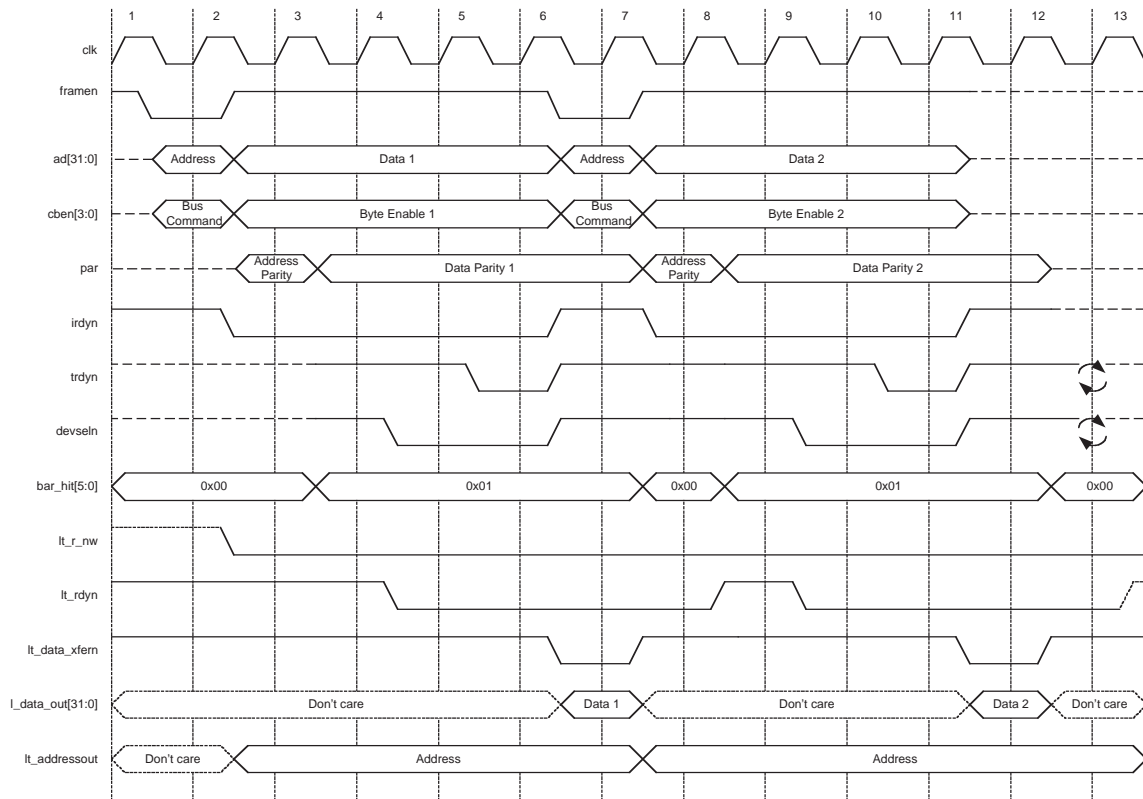 1 2 3 4 5 6 7 8 9 10 11 12 13
clk
framen
ad[31:0] Address Data 1 Address Data 2
cben[3:0] Bus Command Byte Enable 1 Bus Command Byte Enable 2
par Address Parity Data Parity 1 Address Parity Data Parity 2
irdyn
trdyn
devseln
bar_hit[5:0] 0x00 0x01 0x00 0x01 0x00
lt_r_nw
lt_rdyn
lt_data_xfern
l_data_out[31:0] Don't care Data 1 Don't care Data 2 Don't care
lt_addressout Don't care Address Address